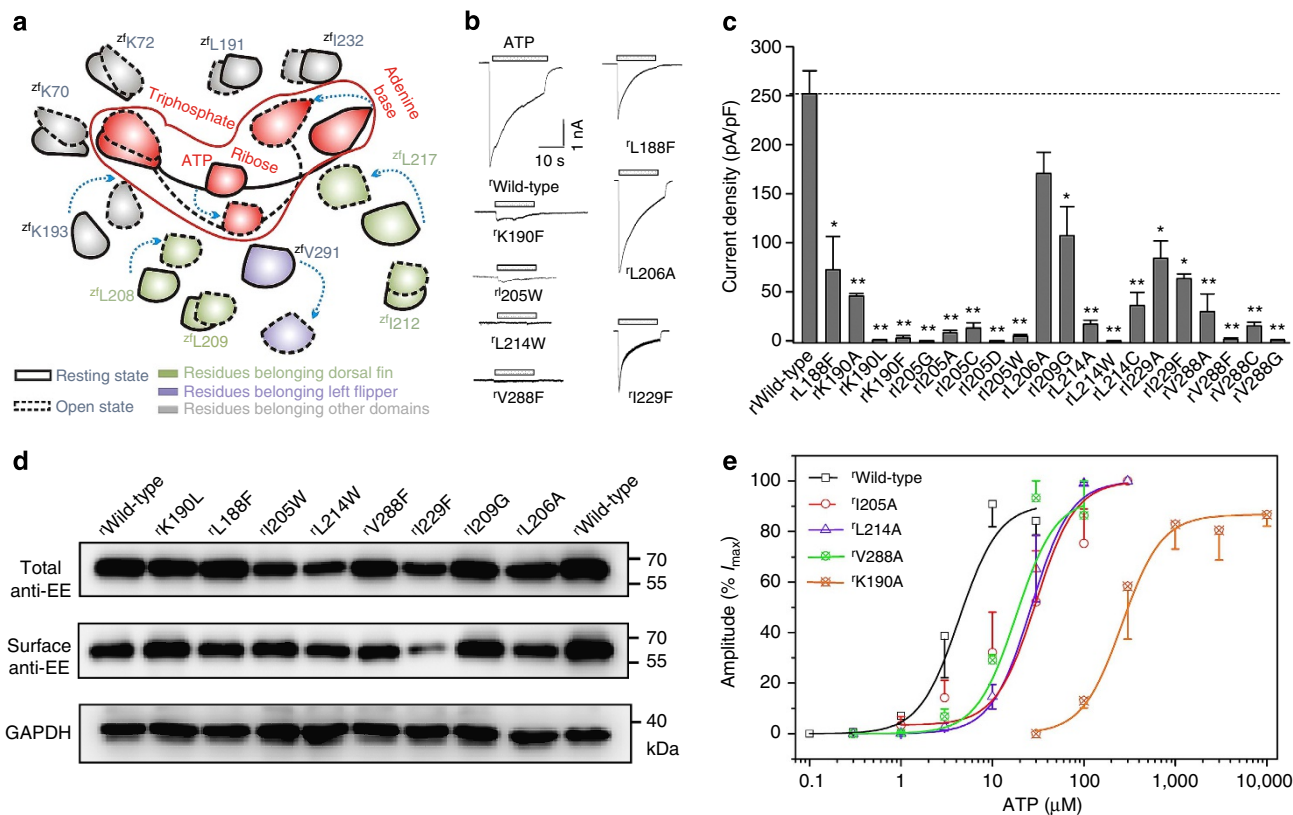 a
zfK72
zfL191
zfI232
zfK70
Triphosphate
Adenine
base
ATP
Ribose
zfL217
zfK193
zfV291
zfL208
zfL209
zfI212
Resting state
Open state
Residues belonging dorsal fin
Residues belonging left flipper
Residues belonging other domains
b
ATP
1 nA
10 s
rWild-type
rL188F
rK190F
rL206A
rI205W
rL214W
rV288F
rI229F
c
Current density (pA/pF)
300
250
200
150
100
50
0
*
**
**
**
**
**
**
**
**
*
**
**
**
*
*
**
**
**
**
rWild-type
rL188F
rK190A
rK190L
rK190F
rI205G
rI205A
rI205C
rI205D
rI205W
rL206A
rI209G
rL214A
rL214W
rL214C
rI229A
rI229F
rV288A
rV288F
rV288C
rV288G
d
rWild-type
rK190L
rL188F
rI205W
rL214W
rV288F
rI229F
rI209G
rL206A
rWild-type
Total
anti-EE
70
55
Surface
anti-EE
70
55
GAPDH
40
kDa
e
Amplitude (% Imax)
100
80
60
40
20
0
rWild-type
rI205A
rL214A
rV288A
rK190A
0.1
1
10
100
1,000
10,000
ATP (μM)